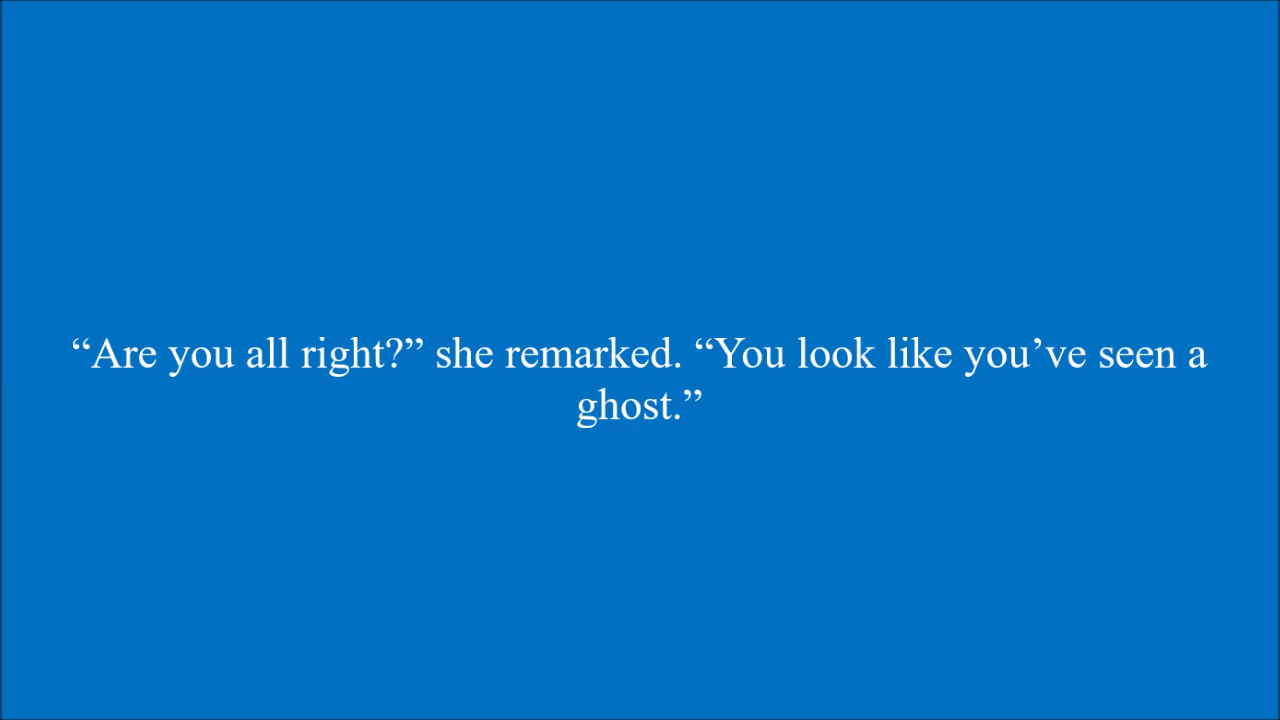 “Are you all right?” she remarked. “You look like you’ve seen a
ghost.”